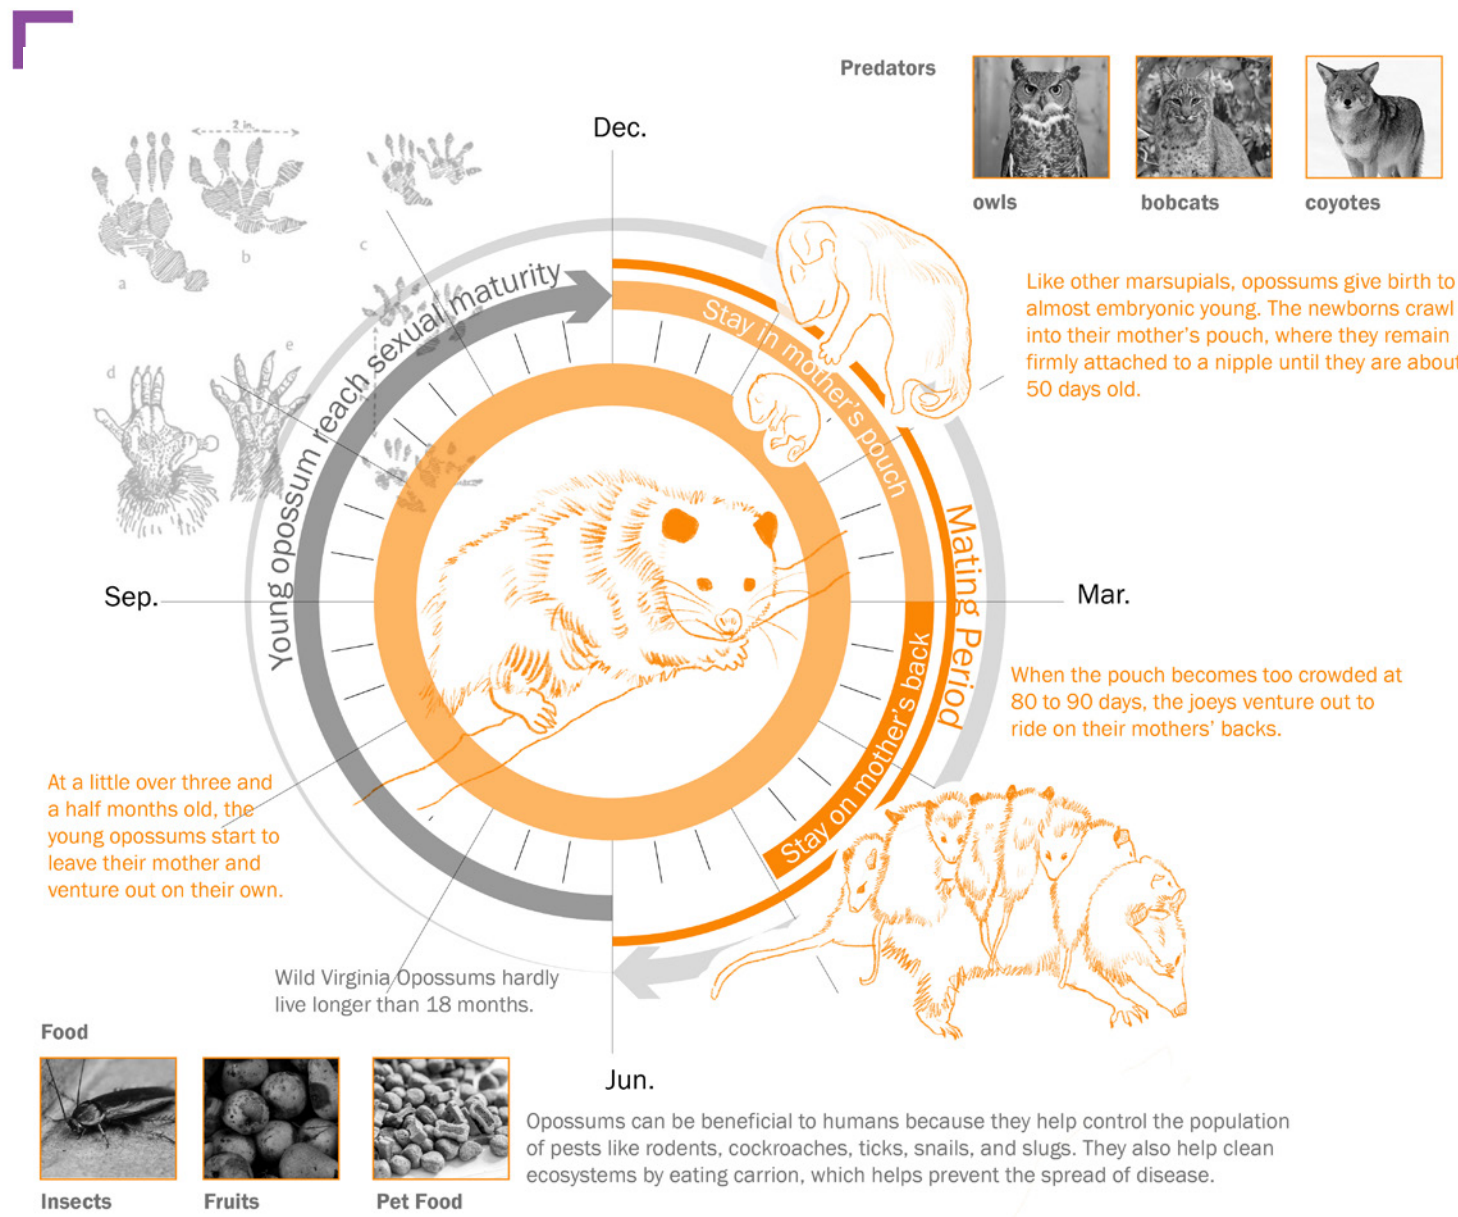 Predators
owls
bobcats
coyotes
Dec.
2 in.
a
b
c
d
e
Young opossum reach sexual maturity
Stay in mother's pouch
Like other marsupials, opossums give birth to
almost embryonic young. The newborns crawl
into their mother's pouch, where they remain
firmly attached to a nipple until they are about
50 days old.
Mating Period
Sep.
Mar.
Stay on mother's back
When the pouch becomes too crowded at
80 to 90 days, the joeys venture out to
ride on their mothers' backs.
At a little over three and
a half months old, the
young opossums start to
leave their mother and
venture out on their own.
Wild Virginia Opossums hardly
live longer than 18 months.
Jun.
Food
Insects
Fruits
Pet Food
Opossums can be beneficial to humans because they help control the population
of pests like rodents, cockroaches, ticks, snails, and slugs. They also help clean
ecosystems by eating carrion, which helps prevent the spread of disease.